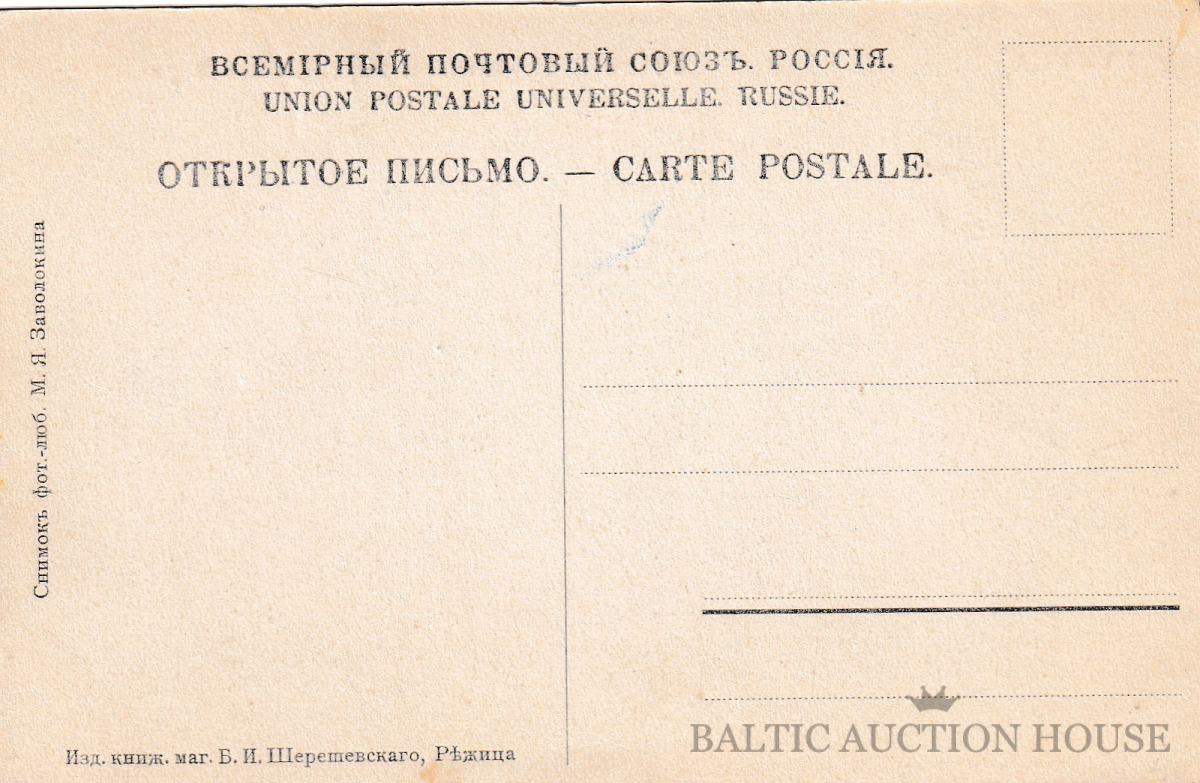 ВСЕМІРНЫЙ ПОЧТОВЫЙ СОЮЗЪ. РОССІЯ.
UNION POSTALE UNIVERSELLE. RUSSIE.
ОТКРЫТОЕ ПИСЬМО. — CARTE POSTALE.
Снимокъ фот.-люб. М. Я. Заволокина
Изд. книж. маг. Б. И. Шерешевскаго, Рѣжица
BALTIC AUCTION HOUSE